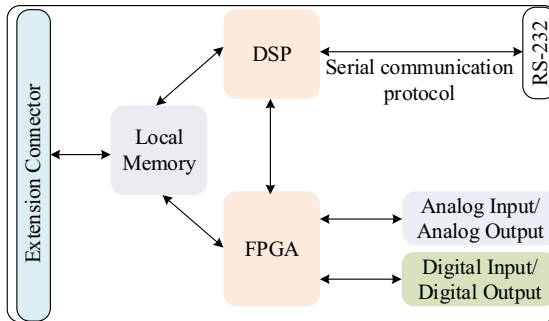 Extension Connector
Local
Memory
DSP
Serial communication
protocol
RS-232
FPGA
Analog Input/
Analog Output
Digital Input/
Digital Output